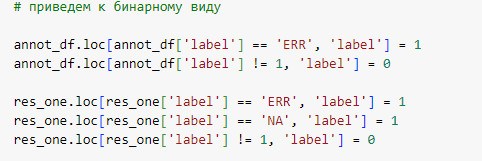 # приведем к бинарному виду
annot_df.loc[annot_df['label'] == 'ERR', 'label'] = 1
annot_df.loc[annot_df['label'] != 1, 'label'] = 0
res_one.loc[res_one['label'] == 'ERR', 'label'] = 1
res_one.loc[res_one['label'] == 'NA', 'label'] = 1
res_one.loc[res_one['label'] != 1, 'label'] = 0